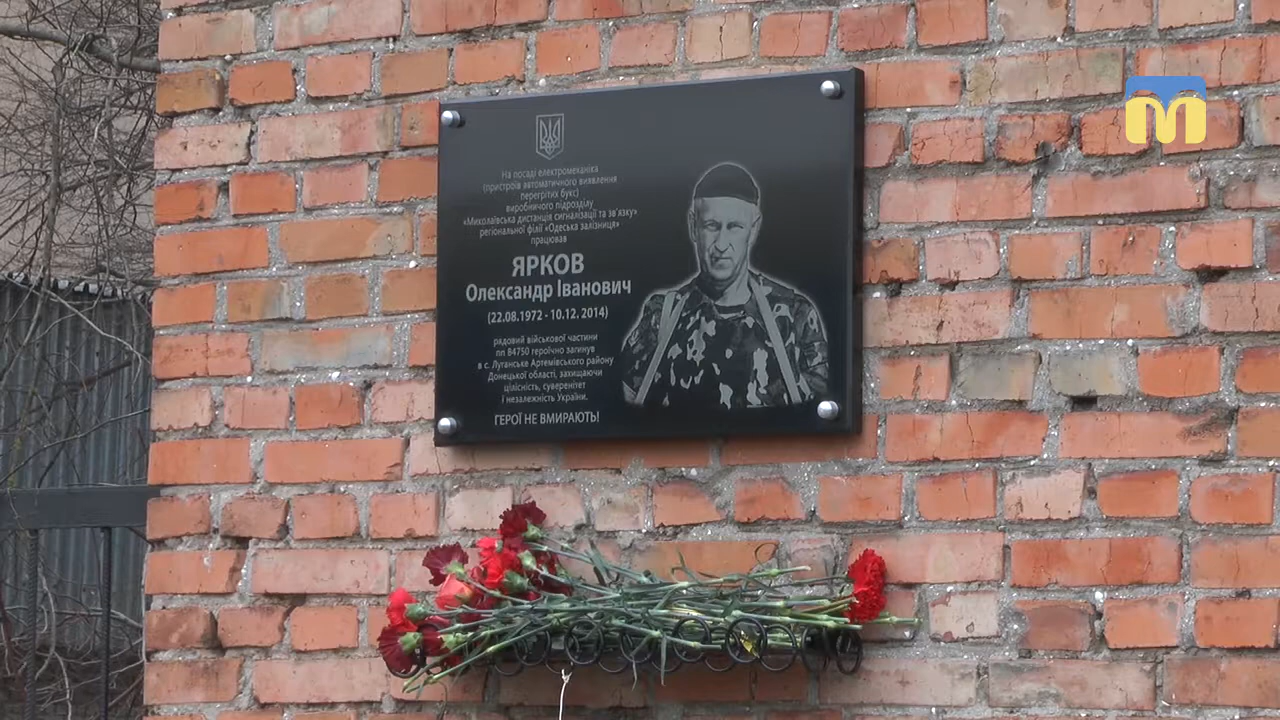 На посаді електромеханіка
(пристроїв автоматичного виявлення
перегрітих букс)
виробничого підрозділу
«Миколаївська дистанція сигналізації та зв'язку»
регіональної філії «Одеська залізниця»
працював
ЯРКОВ
Олександр Іванович
(22.08.1972 - 10.12. 2014)
рядовий військової частини
пп В4750 героїчно загинув
в с. Луганське Артемівського району
Донецької області, захищаючи
цілісність, суверенітет
і незалежність України.
ГЕРОЇ НЕ ВМИРАЮТЬ!